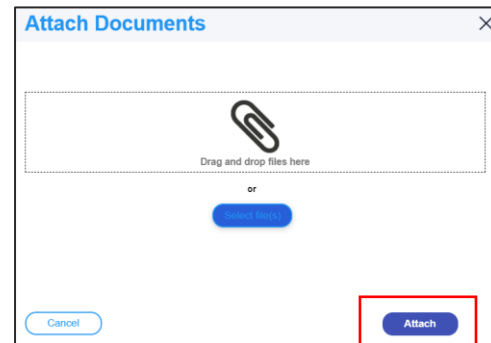 Attach Documents
Drag and drop files here
or
Select file(s)
Cancel
Attach